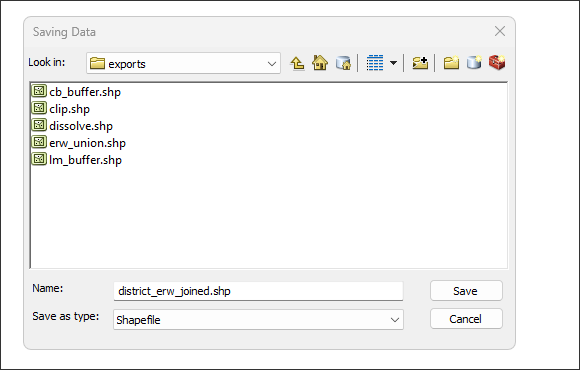 Saving Data
Look in: exports
cb_buffer.shp
clip.shp
dissolve.shp
erw_union.shp
lm_buffer.shp
Name: district_erw_joined.shp Save
Save as type: Shapefile Cancel